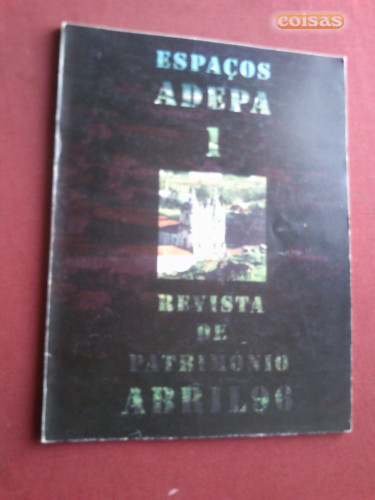 coisas
ESPAÇOS
ADEPA
1
REVISTA
DE
PATRIMÓNIO
ABRIL96